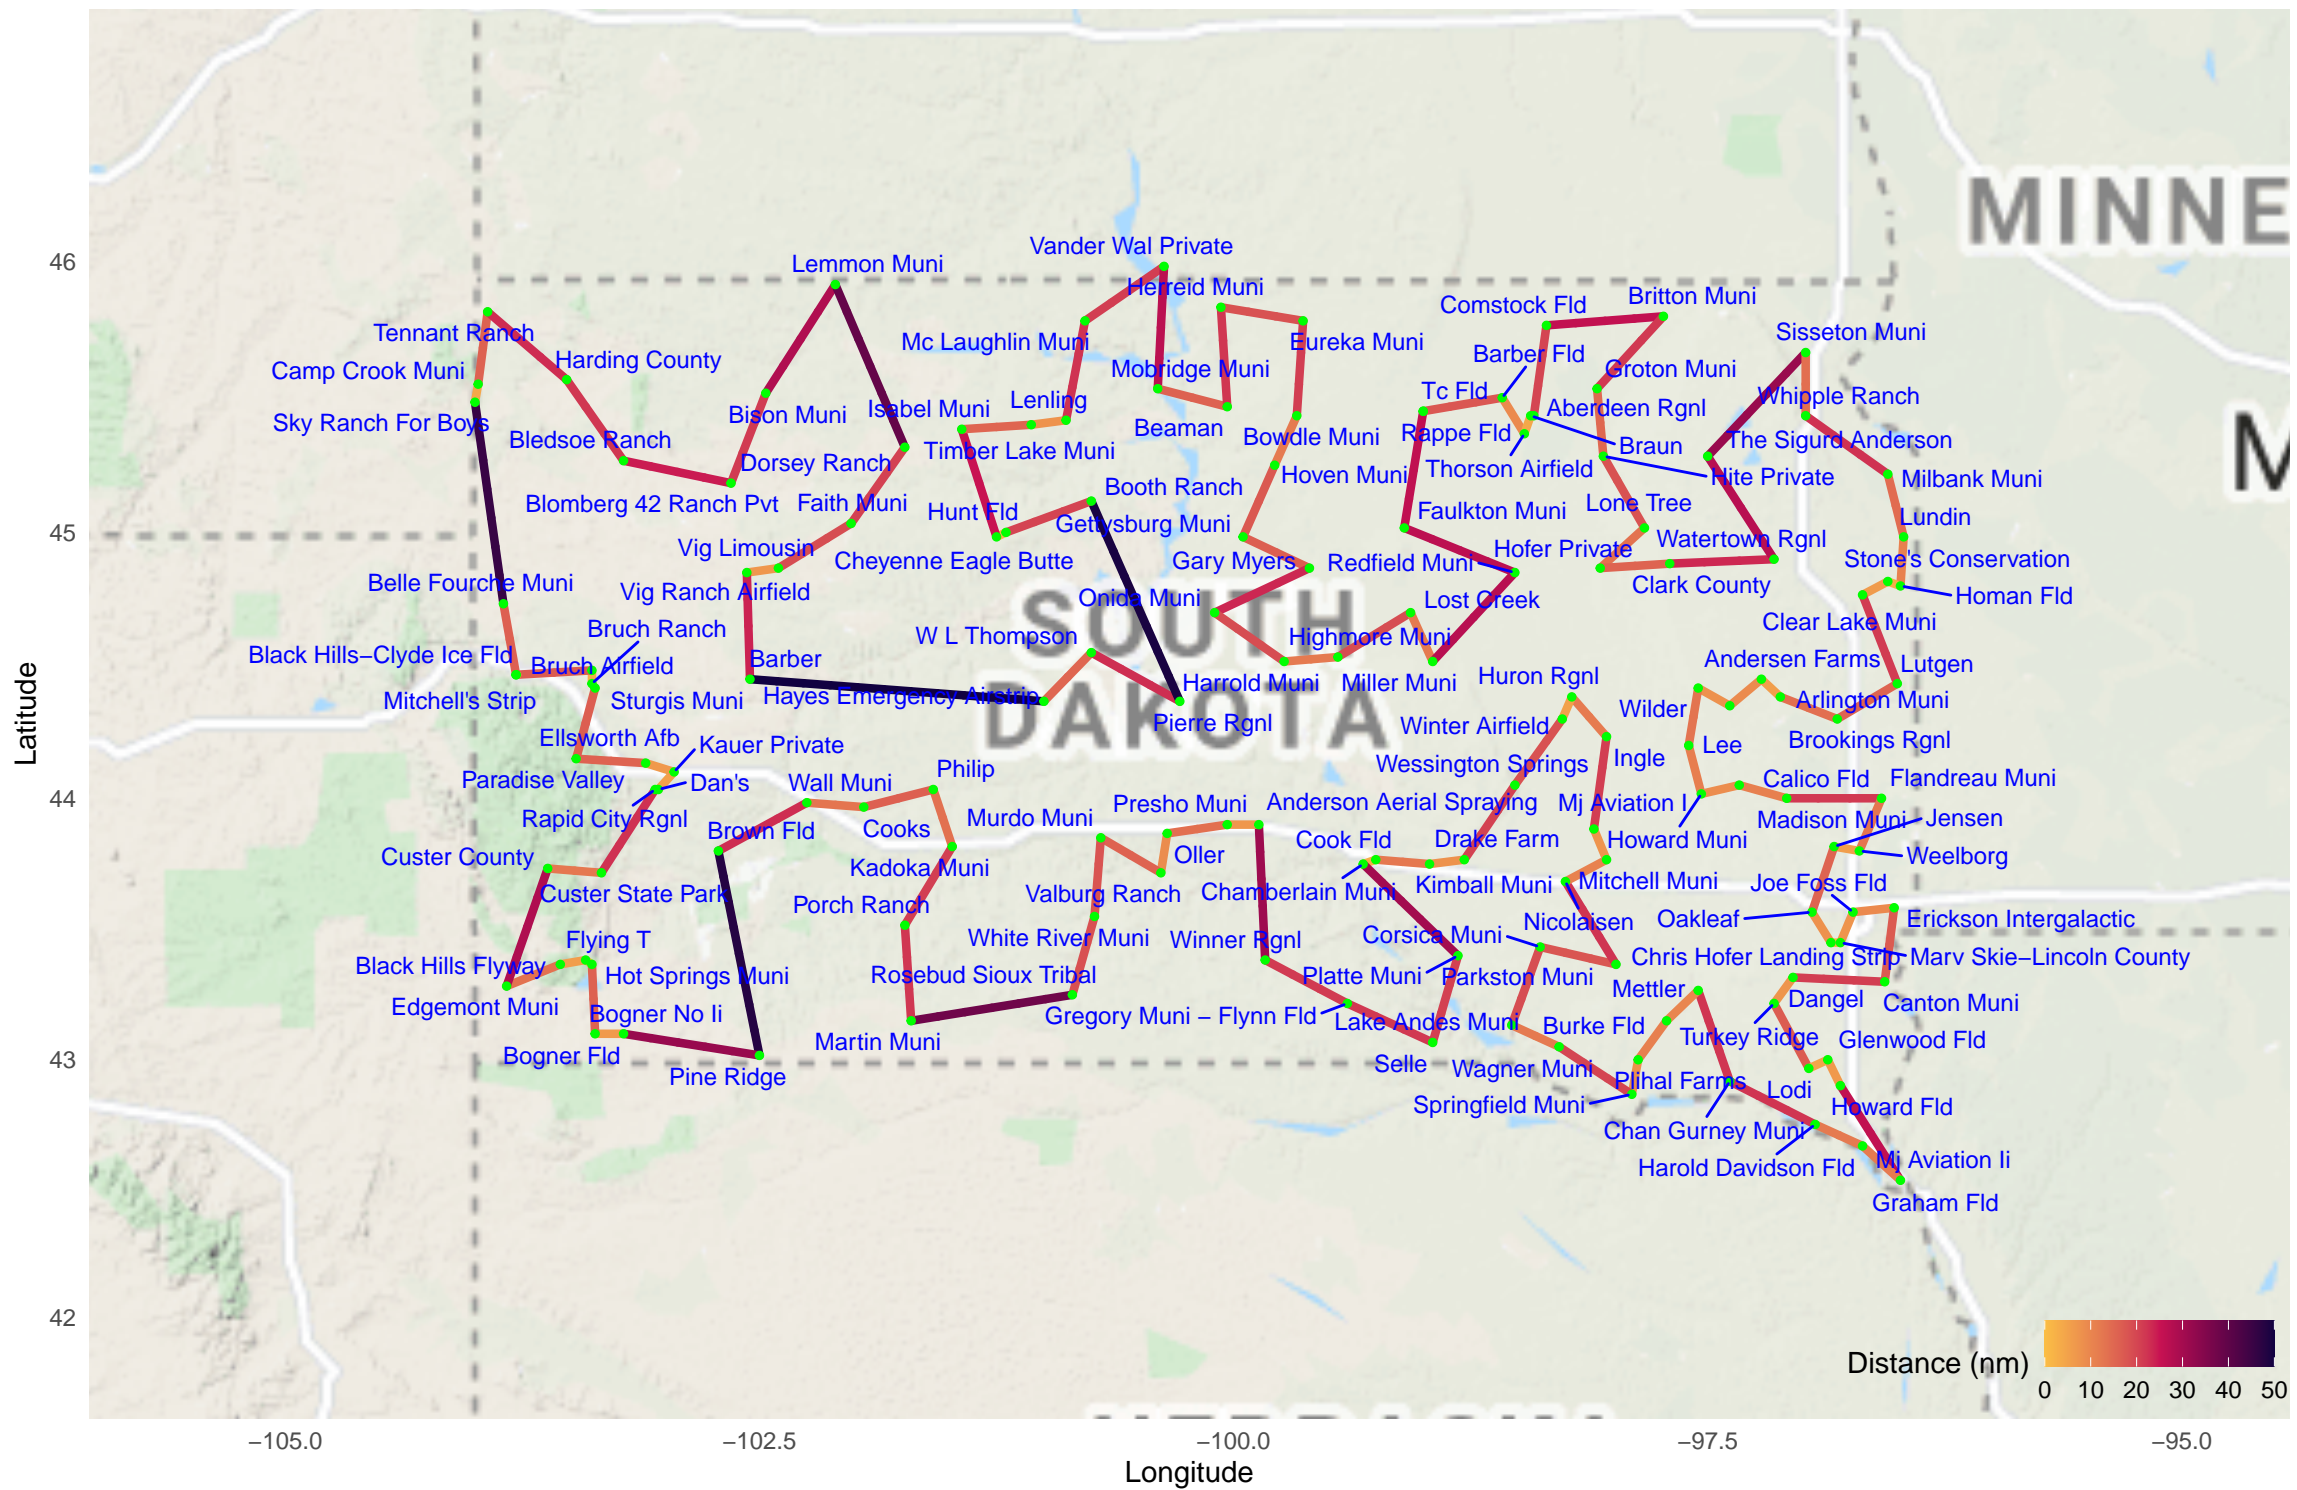 MINNE
46
Vander Wal Private
Lemmon Muni
Herreid Muni
Britton Muni
Comstock Fld
Tennant Ranch
Sisseton Muni
Mc Laughlin Muni
Eureka Muni
Harding County
Barber Fld
Camp Crook Muni
Mobridge Muni
Groton Muni
Tc Fld
Whipple Ranch
Lenling
Isabel Muni
Aberdeen Rgnl
Bison Muni
Sky Ranch For Boys
Beaman
Bowdle Muni
Rappe Fld
Bledsoe Ranch
The Sigurd Anderson
Braun
Timber Lake Muni
Dorsey Ranch
Thorson Airfield
M
Hoven Muni
Hite Private
Milbank Muni
Booth Ranch
Blomberg 42 Ranch Pvt
Faith Muni
Lone Tree
Hunt Fld
Faulkton Muni
Lundin
Gettysburg Muni
45
Watertown Rgnl
Vig Limousin
Hofer Private
Cheyenne Eagle Butte
Gary Myers
Redfield Muni
Stone's Conservation
Belle Fourche Muni
Clark County
Vig Ranch Airfield
Homan Fld
Onida Muni
Lost Creek
SOUTH
DAKOTA
Clear Lake Muni
Bruch Ranch
W L Thompson
Highmore Muni
Black Hills−Clyde Ice Fld
Bruch Airfield
Barber
Andersen Farms
Lutgen
Huron Rgnl
Harrold Muni
Miller Muni
Hayes Emergency Airstrip
Mitchell's Strip
Sturgis Muni
Arlington Muni
Wilder
Pierre Rgnl
Winter Airfield
Ellsworth Afb
Kauer Private
Lee
Brookings Rgnl
Ingle
Wessington Springs
Philip
Paradise Valley
Dan's
Wall Muni
Calico Fld
Flandreau Muni
44
Presho Muni
Anderson Aerial Spraying
Mj Aviation I
Murdo Muni
Rapid City Rgnl
Brown Fld
Cooks
Madison Muni
Jensen
Cook Fld
Drake Farm
Howard Muni
Custer County
Oller
Weelborg
Kadoka Muni
Mitchell Muni
Kimball Muni
Joe Foss Fld
Custer State Park
Valburg Ranch
Chamberlain Muni
Porch Ranch
Nicolaisen
Oakleaf
Erickson Intergalactic
Flying T
White River Muni
Winner Rgnl
Corsica Muni
Chris Hofer Landing Strip
Marv Skie−Lincoln County
Black Hills Flyway
Hot Springs Muni
Rosebud Sioux Tribal
Platte Muni
Parkston Muni
Mettler
Dangel
Canton Muni
Edgemont Muni
Bogner No Ii
Gregory Muni − Flynn Fld
Lake Andes Muni
Burke Fld
Turkey Ridge
Glenwood Fld
Martin Muni
Bogner Fld
43
Selle
Wagner Muni
Pine Ridge
Plihal Farms
Lodi
Springfield Muni
Howard Fld
Chan Gurney Muni
Mj Aviation Ii
Harold Davidson Fld
Graham Fld
42
Distance (nm)
0 10 20 30 40 50
−105.0 −102.5 −100.0 −97.5 −95.0
Longitude
Latitude